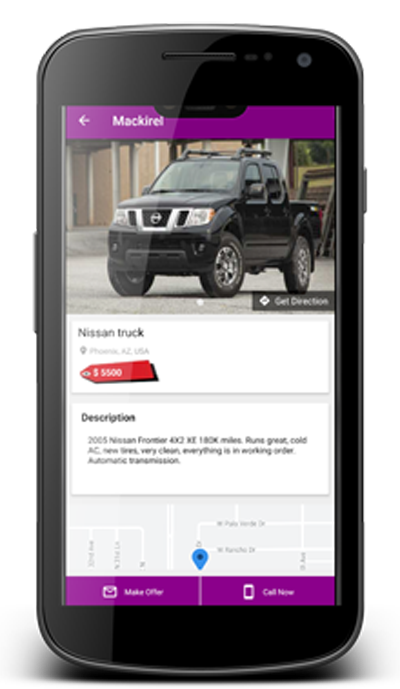 Mackirel
Get Direction
Nissan truck
Phoenix, AZ, USA
$ 5500
Description
2005 Nissan Frontier 4X2 XE 180K miles. Runs great, cold
AC, new tires, very clean, everything is in working order.
Automatic transmission.
W Palo Verde Dr
W Rancho Dr
Make Offer
Call Now